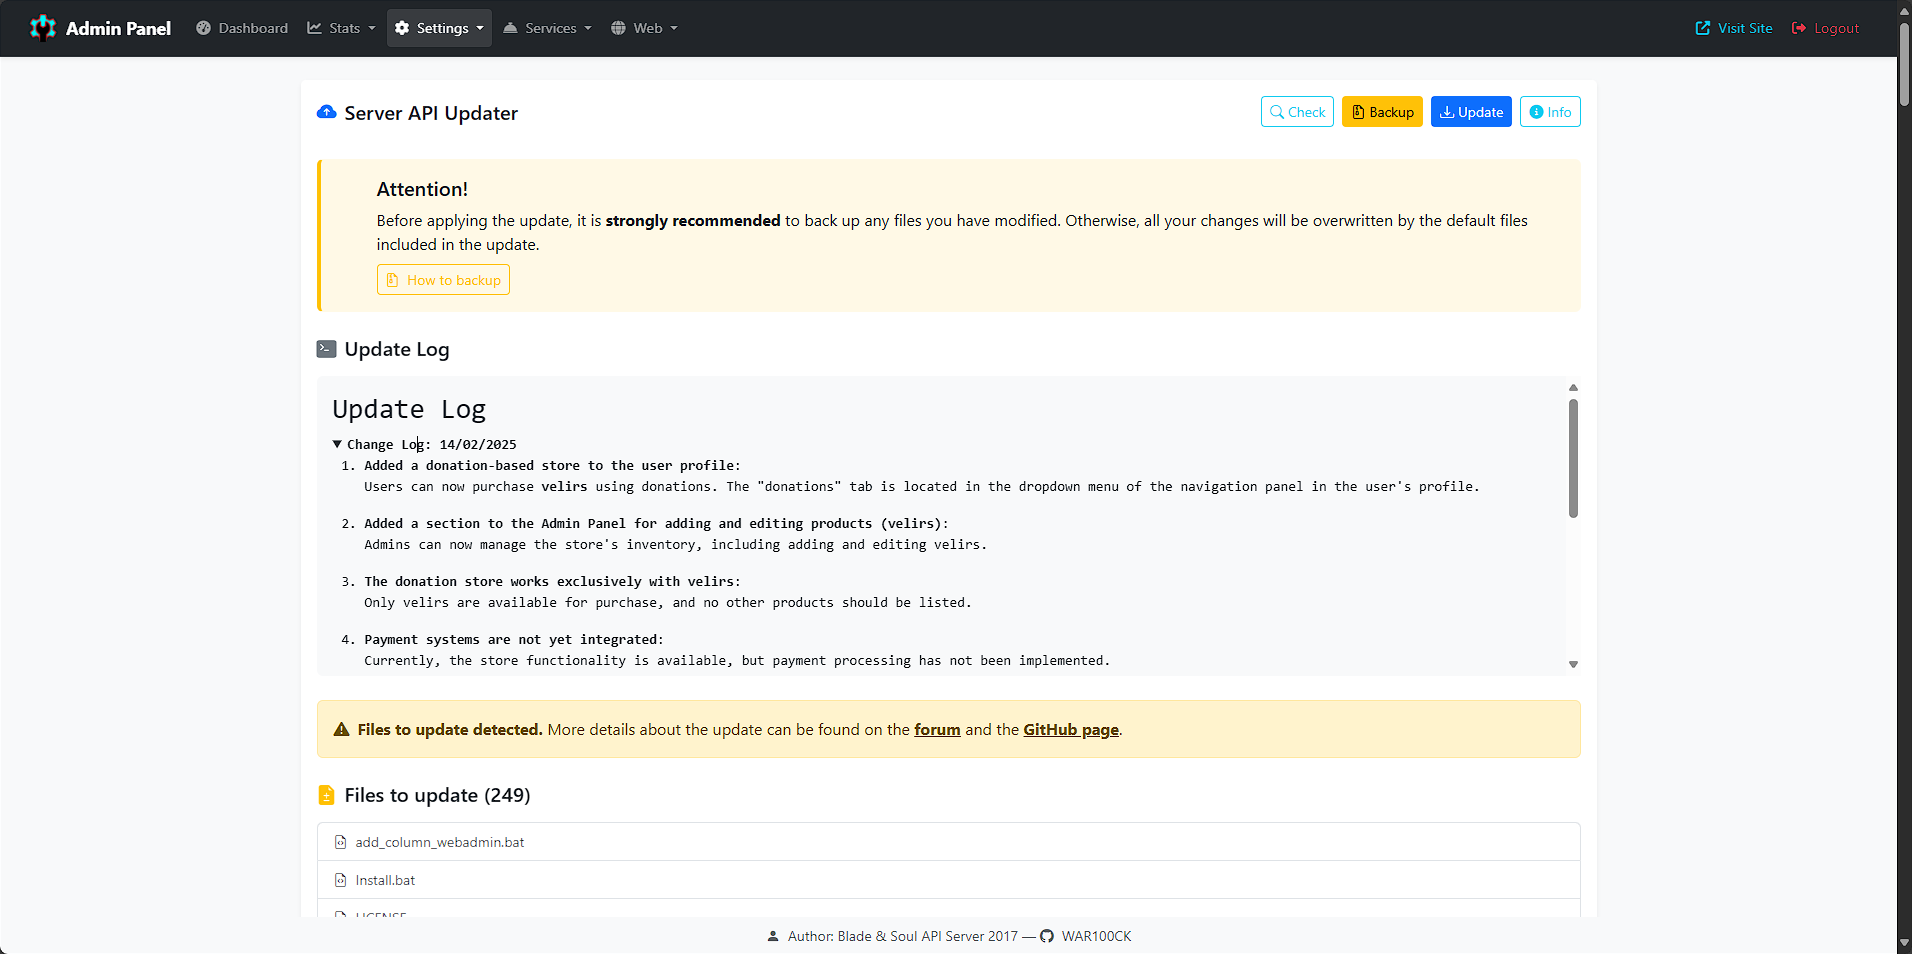 Admin Panel Dashboard Stats Settings Services Web Visit Site Logout
Server API Updater Check Backup Update Info
Attention!
Before applying the update, it is strongly recommended to back up any files you have modified. Otherwise, all your changes will be overwritten by the default files
included in the update.
How to backup
Update Log
Update Log
Change Log: 14/02/2025
1. Added a donation-based store to the user profile:
Users can now purchase velirs using donations. The "donations" tab is located in the dropdown menu of the navigation panel in the user's profile.
2. Added a section to the Admin Panel for adding and editing products (velirs):
Admins can now manage the store's inventory, including adding and editing velirs.
3. The donation store works exclusively with velirs:
Only velirs are available for purchase, and no other products should be listed.
4. Payment systems are not yet integrated:
Currently, the store functionality is available, but payment processing has not been implemented.
Files to update detected. More details about the update can be found on the forum and the GitHub page.
Files to update (249)
add_column_webadmin.bat
Install.bat
LICENSE
Author: Blade & Soul API Server 2017 — WAR100CK